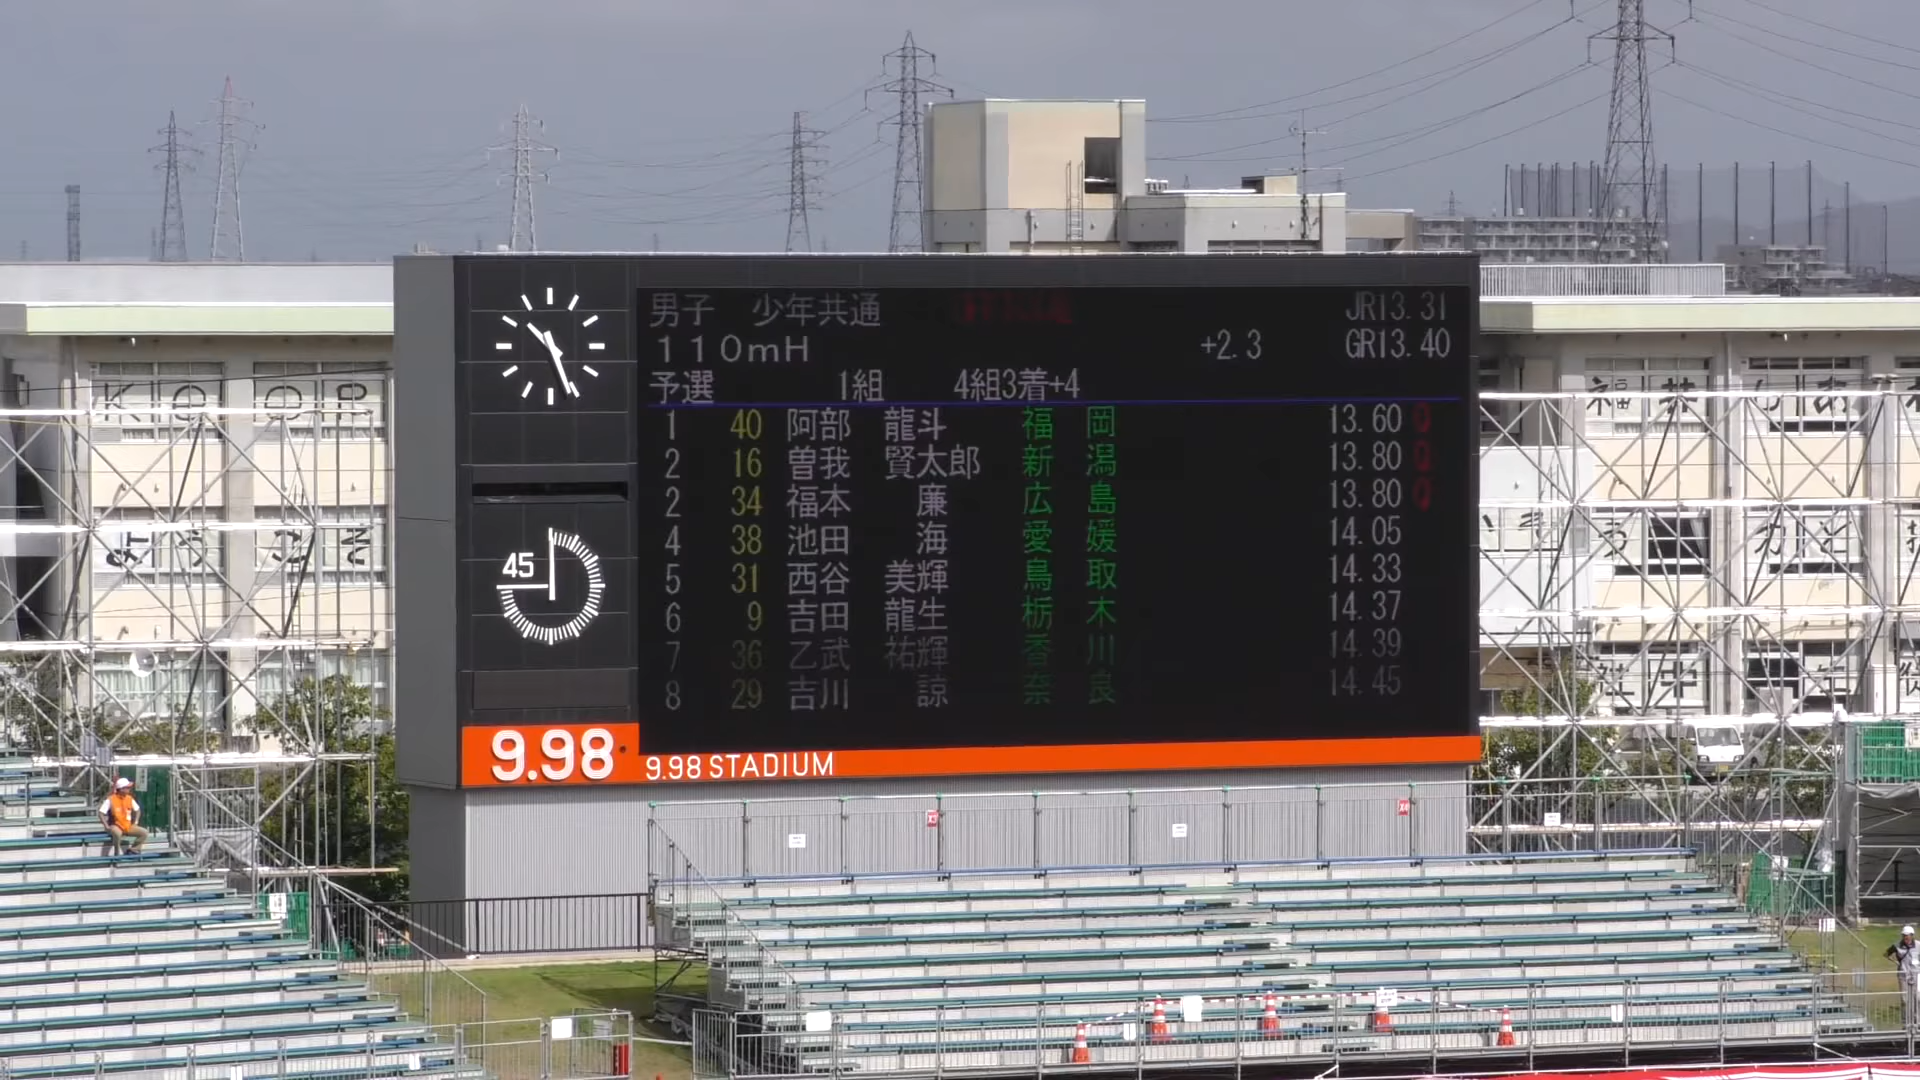 男子 少年共通 JR13.31
110mH +2.3 GR13.40
予選 1組 4組3着+4
1 40 阿部 龍斗 福 岡 13.60 Q
2 16 曽我 賢太郎 新 潟 13.80 Q
2 34 福本 廉 広 島 13.80 Q
4 38 池田 海 愛 媛 14.05
5 31 西谷 美輝 鳥 取 14.33
6 9 吉田 龍生 栃 木 14.37
7 36 乙武 祐輝 香 川 14.39
8 29 吉川 諒 奈 良 14.45
45
9.98
9.98 STADIUM
福井しあわ